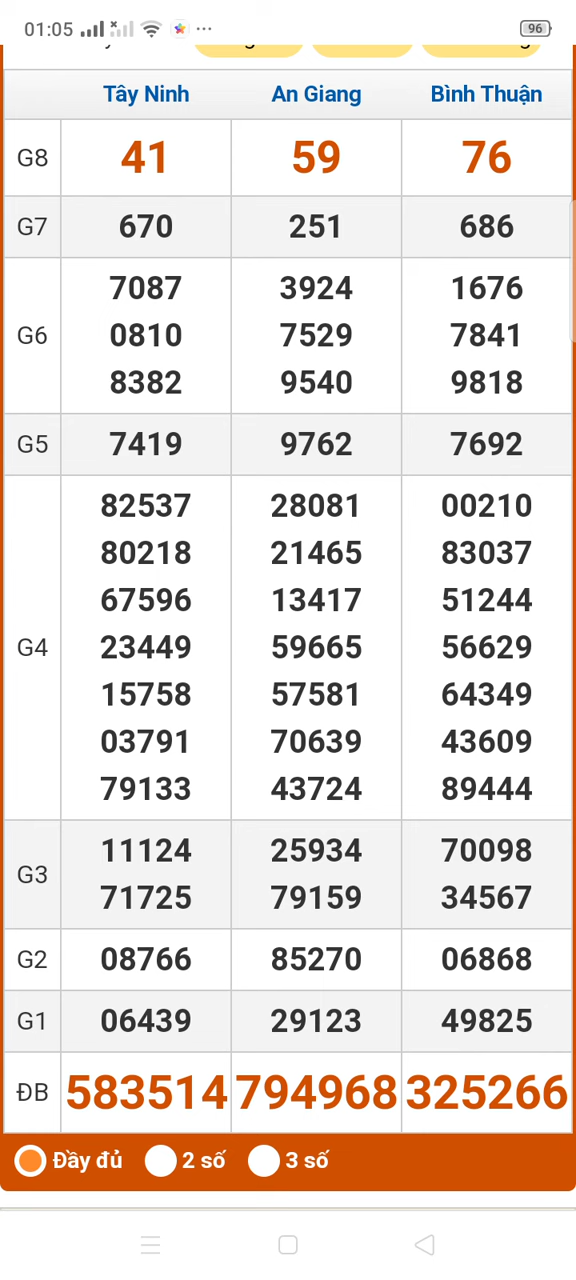 01:05 96
Tây Ninh An Giang Bình Thuận
G8 41 59 76
G7 670 251 686
7087 3924 1676
G6 0810 7529 7841
8382 9540 9818
G5 7419 9762 7692
82537 28081 00210
80218 21465 83037
67596 13417 51244
G4 23449 59665 56629
15758 57581 64349
03791 70639 43609
79133 43724 89444
11124 25934 70098
G3
71725 79159 34567
G2 08766 85270 06868
G1 06439 29123 49825
ĐB 583514 794968 325266
Đầy đủ 2 số 3 số